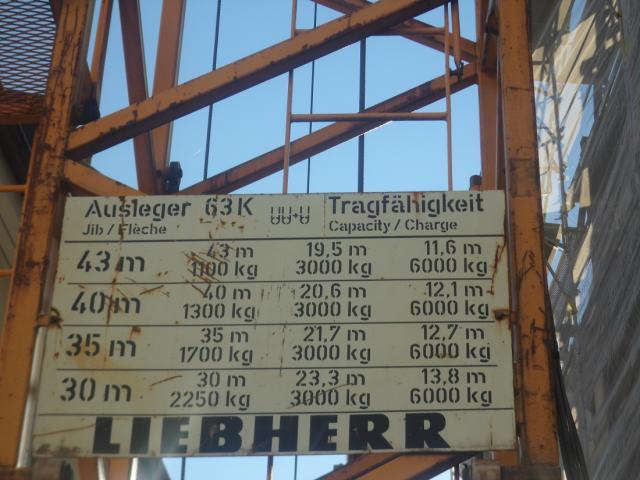 Ausleger 63K UU+U Tragfähigkeit
Jib / Flèche Capacity / Charge
43 m 43 m 19,5 m 11,6 m
1100 kg 3000 kg 6000 kg
40 m 40 m 20,6 m 12,1 m
1300 kg 3000 kg 6000 kg
35 m 35 m 21,7 m 12,7 m
1700 kg 3000 kg 6000 kg
30 m 30 m 23,3 m 13,8 m
2250 kg 3000 kg 6000 kg
LIEBHERR